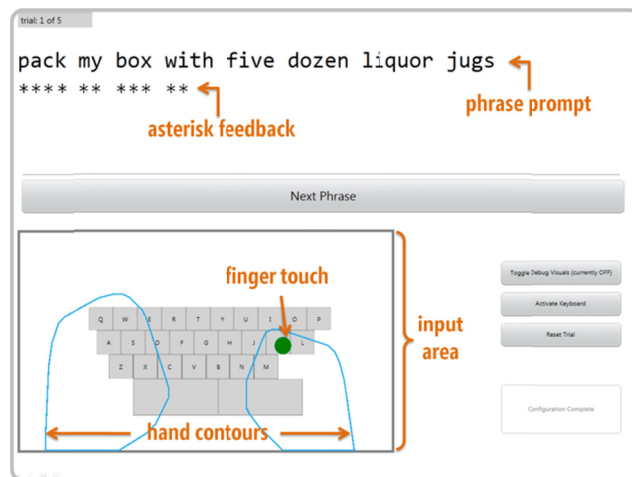 trial: 1 of 5
pack my box with five dozen liquor jugs
**** ** *** **
phrase prompt
asterisk feedback
Next Phrase
finger touch
Toggle Debug Visuals (currently OFF)
Activate Keyboard
Reset Trial
input area
Q W E R T Y U I O P
A S D F G H J L
Z X C V B N M
Configuration Complete
hand contours